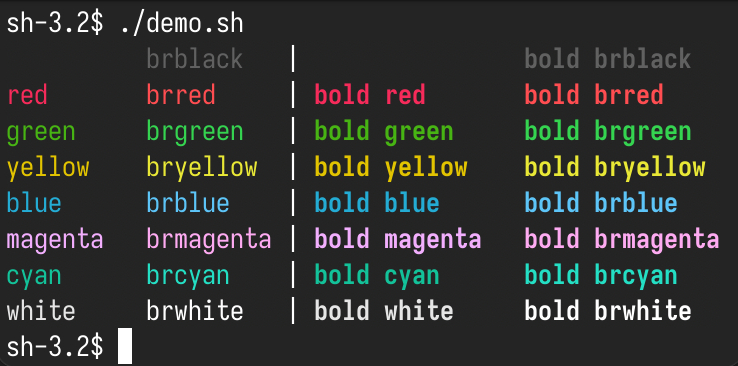 sh-3.2$ ./demo.sh
brblack | bold brblack
red brred | bold red bold brred
green brgreen | bold green bold brgreen
yellow bryellow | bold yellow bold bryellow
blue brblue | bold blue bold brblue
magenta brmagenta | bold magenta bold brmagenta
cyan brcyan | bold cyan bold brcyan
white brwhite | bold white bold brwhite
sh-3.2$